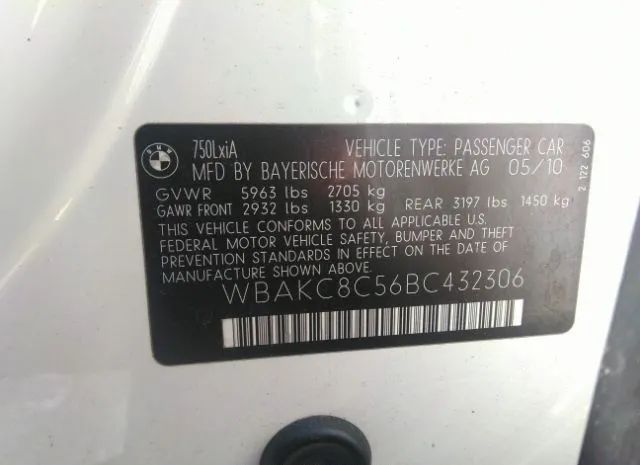 BMW
750LxiA VEHICLE TYPE: PASSENGER CAR
MFD BY BAYERISCHE MOTORENWERKE AG 05/10
GVWR 5963 lbs 2705 kg
GAWR FRONT 2932 lbs 1330 kg REAR 3197 lbs 1450 kg
THIS VEHICLE CONFORMS TO ALL APPLICABLE U.S.
FEDERAL MOTOR VEHICLE SAFETY, BUMPER AND THEFT
PREVENTION STANDARDS IN EFFECT ON THE DATE OF
MANUFACTURE SHOWN ABOVE.
WBAKC8C56BC432306
2 122 606